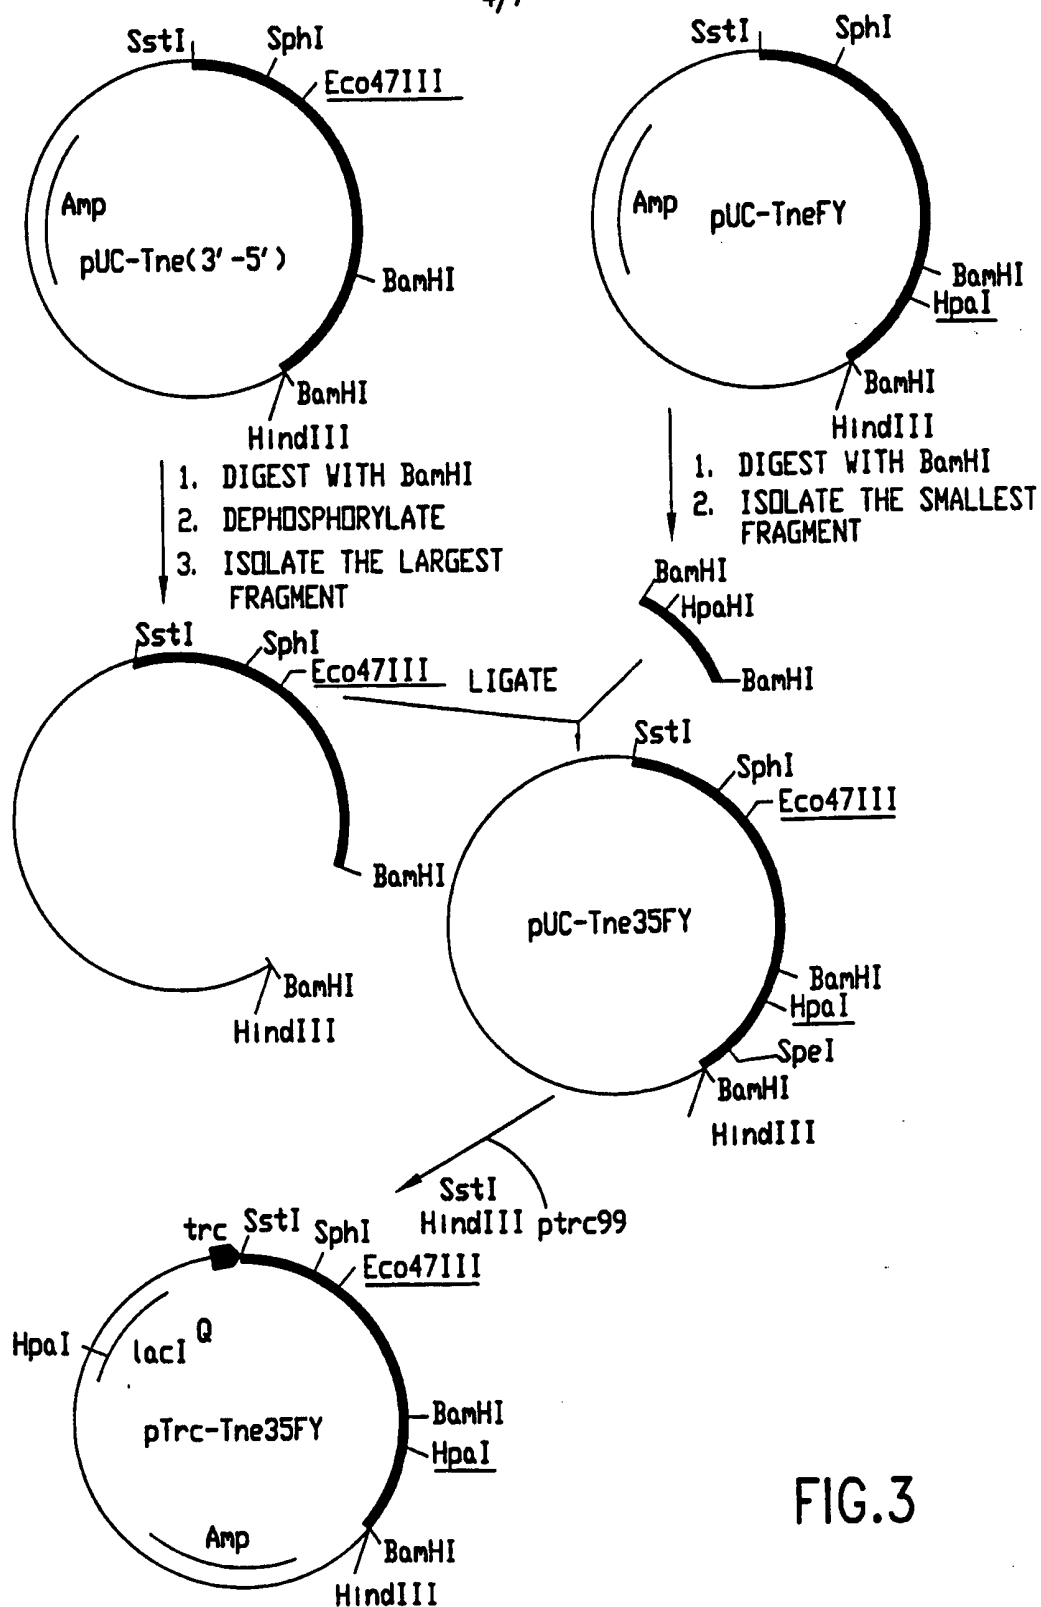 4/7
SstI
SphI
Eco47III
Amp
pUC-Tne(3'-5')
BamHI
BamHI
HindIII
1. DIGEST WITH BamHI
2. DEPHOSPHORYLATE
3. ISOLATE THE LARGEST
FRAGMENT
SstI
SphI
Amp
pUC-TneFY
BamHI
HpaI
BamHI
HindIII
1. DIGEST WITH BamHI
2. ISOLATE THE SMALLEST
FRAGMENT
BamHI
HpaHI
BamHI
SstI
SphI
Eco47III
LIGATE
BamHI
BamHI
HindIII
SstI
SphI
Eco47III
pUC-Tne35FY
BamHI
HpaI
SpeI
BamHI
HindIII
SstI
HindIII ptrc99
trc
SstI
SphI
Eco47III
HpaI
lacI Q
pTrc-Tne35FY
BamHI
HpaI
Amp
BamHI
HindIII
FIG.3